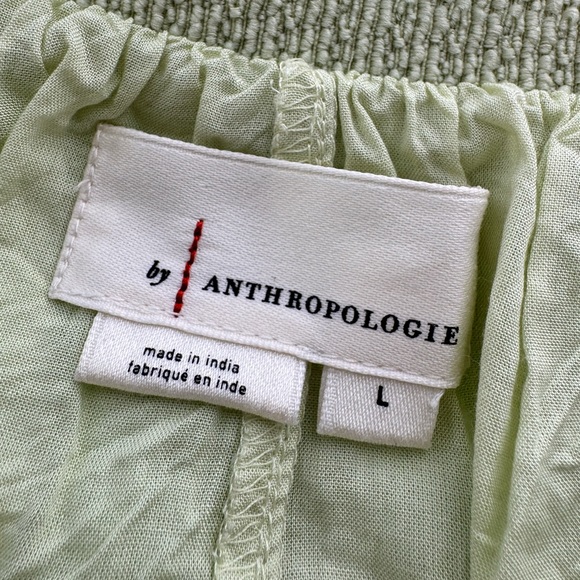 by ANTHROPOLOGIE
made in india
fabriqué en inde
L